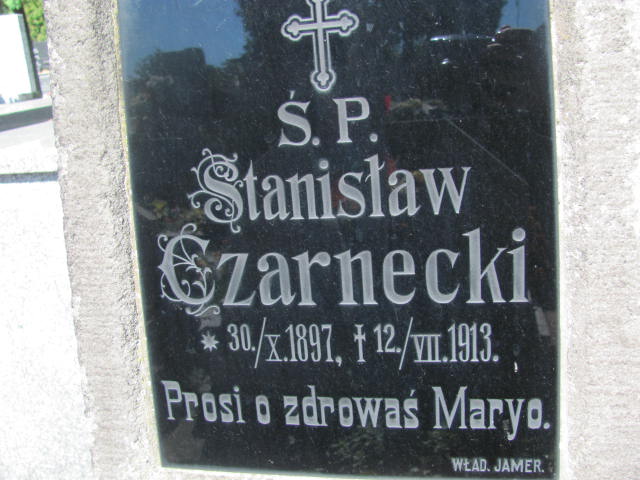 Ś. P.
Stanisław
Czarnecki
* 30./X.1897, † 12./VII.1913.
Prosi o zdrowaś Maryo.
WŁAD. JAMER.